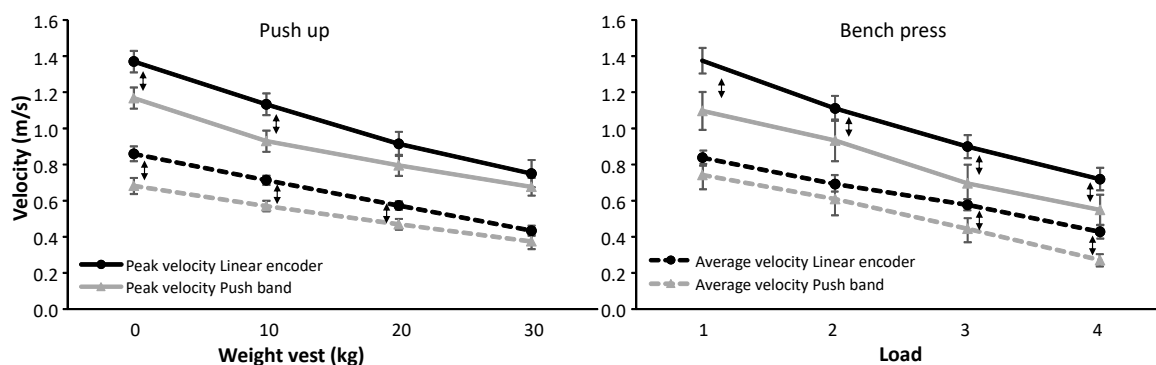 Push up
Velocity (m/s)
1.6
1.4
1.2
1.0
0.8
0.6
0.4
0.2
0.0
Peak velocity Linear encoder
Peak velocity Push band
0 10 20 30
Weight vest (kg)
Bench press
1.6
1.4
1.2
1.0
0.8
0.6
0.4
0.2
0.0
Average velocity Linear encoder
Average velocity Push band
1 2 3 4
Load